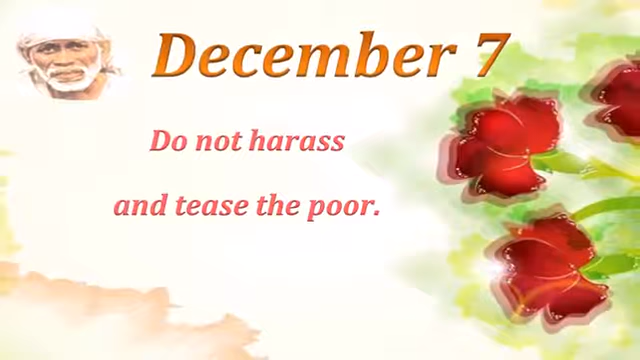 December 7
Do not harass
and tease the poor.